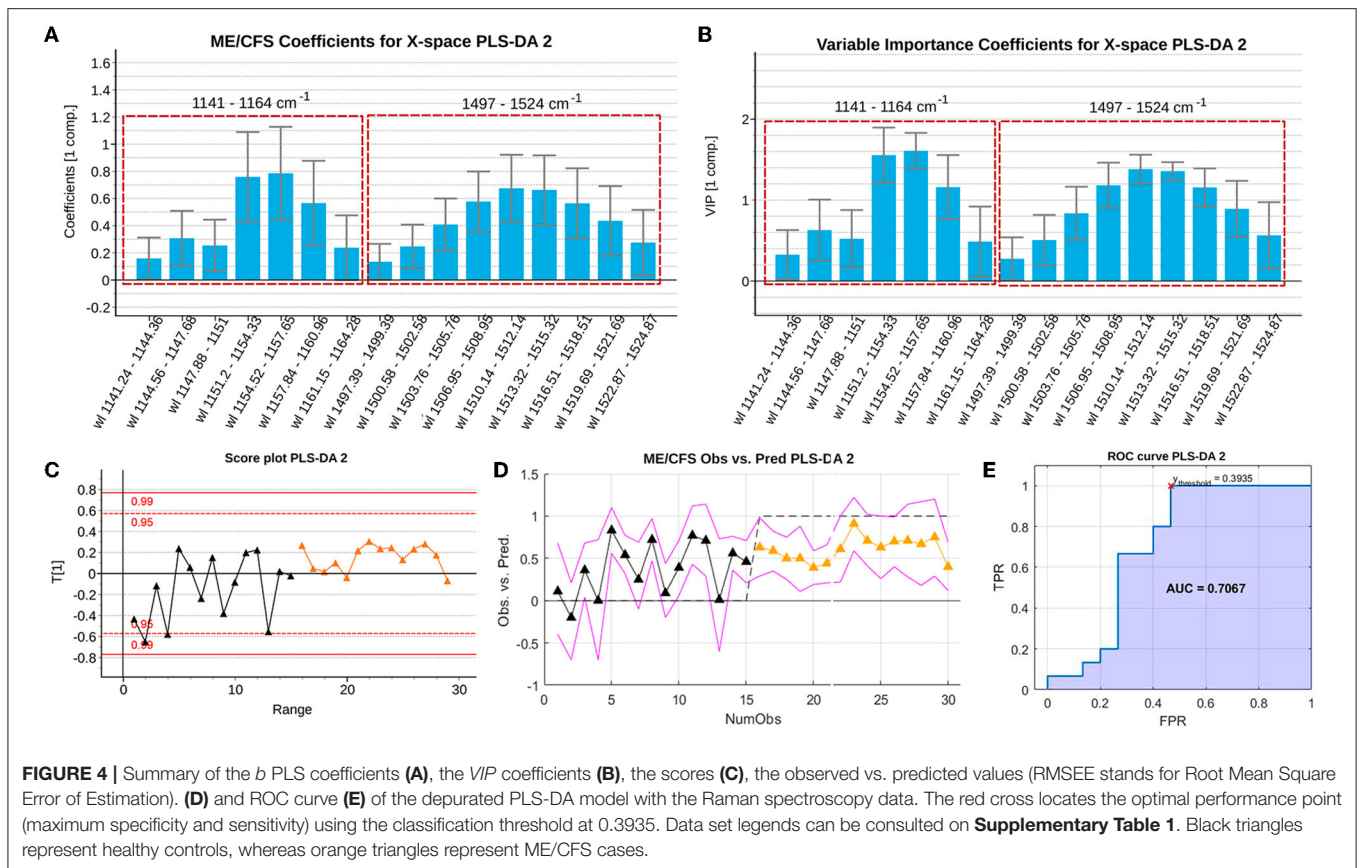 A
ME/CFS Coefficients for X-space PLS-DA 2
Coefficients [1 comp.]
1.6
1.4
1.2
1
0.8
0.6
0.4
0.2
0
-0.2
1141 - 1164 cm-1
1497 - 1524 cm-1
wl 1141.24 - 1144.36
wl 1144.56 - 1147.68
wl 1147.88 - 1151
wl 1151.2 - 1154.33
wl 1154.52 - 1157.65
wl 1157.84 - 1160.96
wl 1161.15 - 1164.28
wl 1497.39 - 1499.39
wl 1500.58 - 1502.58
wl 1503.76 - 1505.76
wl 1506.95 - 1508.95
wl 1510.14 - 1512.14
wl 1513.32 - 1515.32
wl 1516.51 - 1518.51
wl 1519.69 - 1521.69
wl 1522.87 - 1524.87
B
Variable Importance Coefficients for X-space PLS-DA 2
VIP [1 comp.]
2
1
0
1141 - 1164 cm-1
1497 - 1524 cm-1
wl 1141.24 - 1144.36
wl 1144.56 - 1147.68
wl 1147.88 - 1151
wl 1151.2 - 1154.33
wl 1154.52 - 1157.65
wl 1157.84 - 1160.96
wl 1161.15 - 1164.28
wl 1497.39 - 1499.39
wl 1500.58 - 1502.58
wl 1503.76 - 1505.76
wl 1506.95 - 1508.95
wl 1510.14 - 1512.14
wl 1513.32 - 1515.32
wl 1516.51 - 1518.51
wl 1519.69 - 1521.69
wl 1522.87 - 1524.87
C
Score plot PLS-DA 2
T[1]
0.8
0.6
0.4
0.2
0
-0.2
-0.4
-0.6
-0.8
0.99
0.95
0.95
0.99
0 10 20 30
Range
D
ME/CFS Obs vs. Pred PLS-DA 2
Obs. vs. Pred.
1.5
1
0.5
0
-0.5
-1
0 5 10 15 20 25 30
NumObs
E
ROC curve PLS-DA 2
ythreshold = 0.3935
TPR
1
0.8
0.6
0.4
0.2
0
AUC = 0.7067
0 0.2 0.4 0.6 0.8 1
FPR
FIGURE 4 | Summary of the b PLS coefficients (A), the VIP coefficients (B), the scores (C), the observed vs. predicted values (RMSEE stands for Root Mean Square
Error of Estimation). (D) and ROC curve (E) of the depurated PLS-DA model with the Raman spectroscopy data. The red cross locates the optimal performance point
(maximum specificity and sensitivity) using the classification threshold at 0.3935. Data set legends can be consulted on Supplementary Table 1. Black triangles
represent healthy controls, whereas orange triangles represent ME/CFS cases.